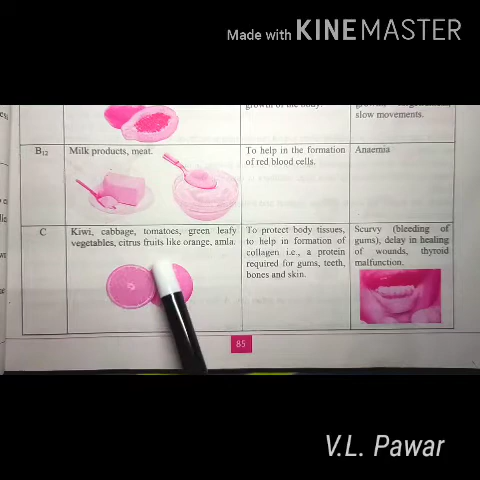 Made with KINEMASTER
growth of the body.
slow movements.
B12
Milk products, meat.
To help in the formation
of red blood cells.
Anaemia
C
Kiwi, cabbage, tomatoes, green leafy
vegetables, citrus fruits like orange, amla.
To protect body tissues,
to help in formation of
collagen i.e., a protein
required for gums, teeth,
bones and skin.
Scurvy (bleeding of
gums), delay in healing
of wounds, thyroid
malfunction.
85
V.L. Pawar